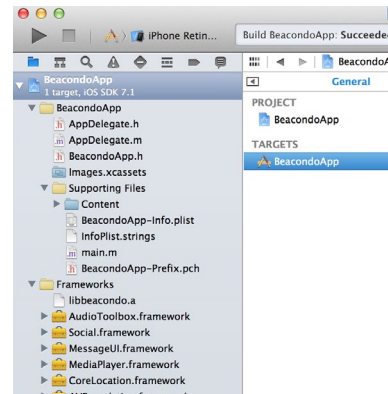 iPhone Retin...
Build BeacondoApp: Succeede
BeacondoApp
1 target, iOS SDK 7.1
BeacondoApp
AppDelegate.h
AppDelegate.m
BeacondoApp.h
Images.xcassets
Supporting Files
Content
BeacondoApp-Info.plist
InfoPlist.strings
main.m
BeacondoApp-Prefix.pch
Frameworks
libbeacondo.a
AudioToolbox.framework
Social.framework
MessageUI.framework
MediaPlayer.framework
CoreLocation.framework
BeacondoA
General
PROJECT
BeacondoApp
TARGETS
BeacondoApp